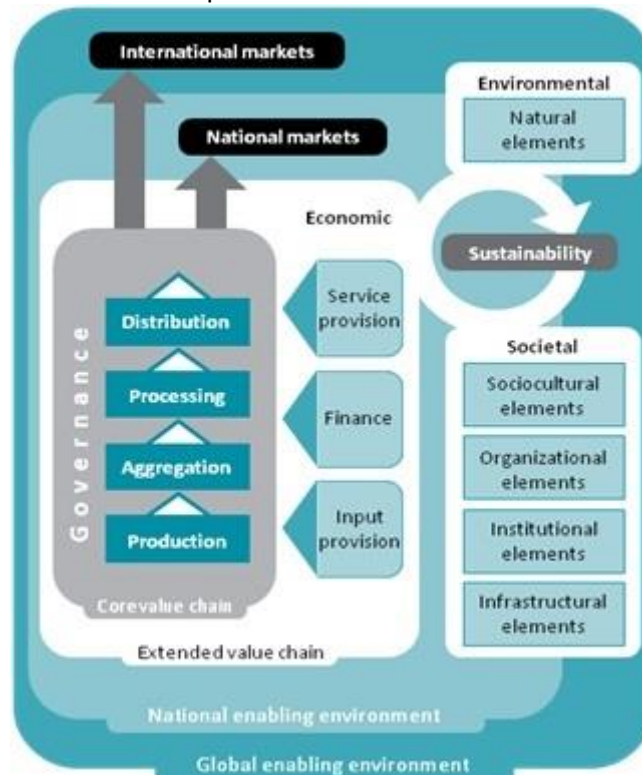 International markets
National markets
Environmental
Natural
elements
Economic
Sustainability
Service
provision
Distribution
Societal
Sociocultural
elements
Processing
Finance
Organizational
elements
Aggregation
Governance
Input
provision
Institutional
elements
Production
Infrastructural
elements
Corevalue chain
Extended value chain
National enabling environment
Global enabling environment